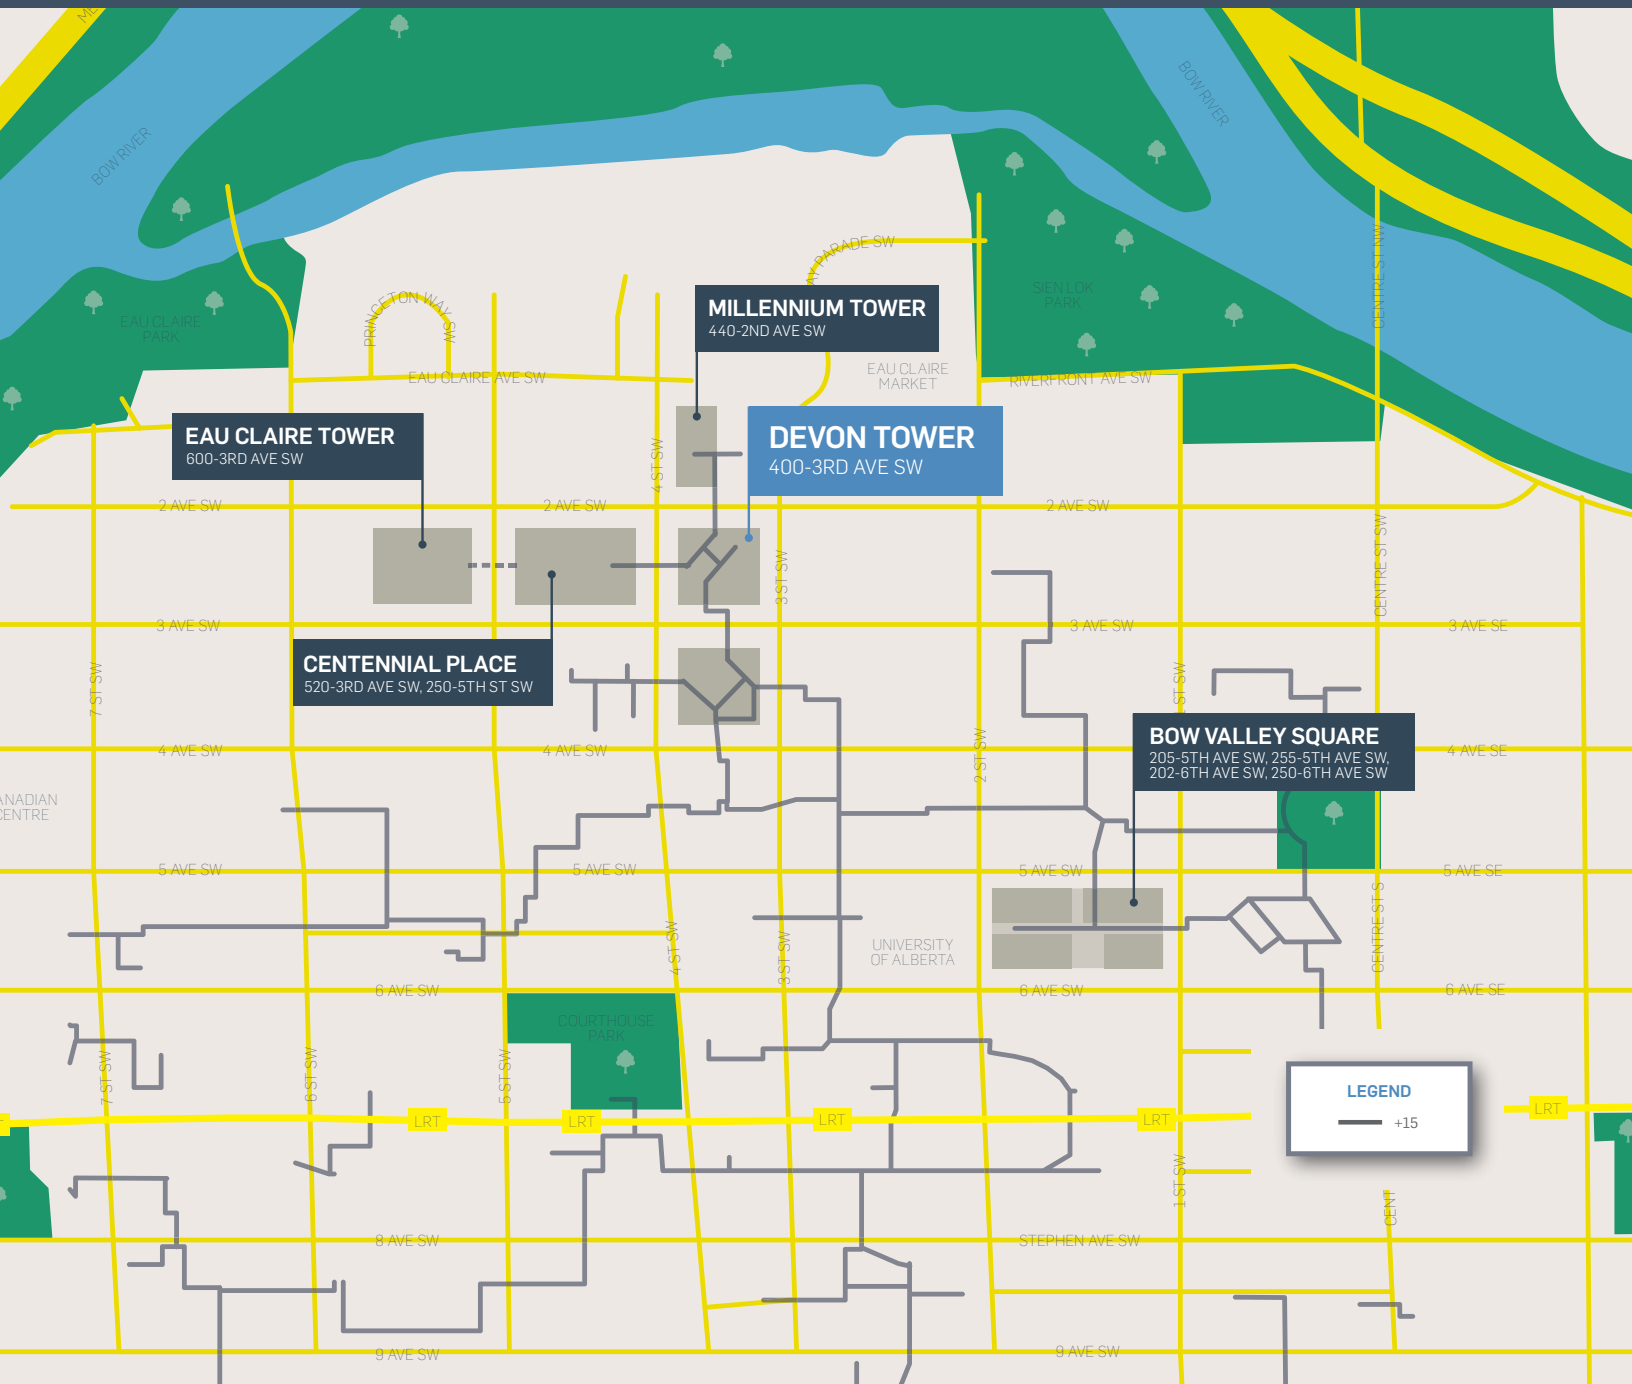 BOW RIVER
BOW RIVER
AY PARADE SW
CENTRE ST NW
SIEN LOK
PARK
MILLENNIUM TOWER
440-2ND AVE SW
PRINCETON WAY SW
EAU CLAIRE
PARK
EAU CLAIRE AVE SW
EAU CLAIRE
MARKET
RIVERFRONT AVE SW
EAU CLAIRE TOWER
600-3RD AVE SW
DEVON TOWER
400-3RD AVE SW
4 ST SW
2 AVE SW
2 AVE SW
2 AVE SW
3 ST SW
CENTRE ST SW
3 AVE SW
3 AVE SW
3 AVE SE
CENTENNIAL PLACE
520-3RD AVE SW, 250-5TH ST SW
7 ST SW
ST SW
BOW VALLEY SQUARE
205-5TH AVE SW, 255-5TH AVE SW,
202-6TH AVE SW, 250-6TH AVE SW
4 AVE SW
4 AVE SW
2 ST SW
4 AVE SE
ANADIAN
CENTRE
5 AVE SW
5 AVE SW
5 AVE SW
5 AVE SE
4 ST SW
3 ST SW
UNIVERSITY
OF ALBERTA
CENTRE ST S
6 AVE SW
6 AVE SW
6 AVE SE
COURTHOUSE
PARK
7 ST SW
6 ST SW
5 ST SW
LEGEND
+15
LRT
LRT
LRT
LRT
LRT
1 ST SW
CENT
8 AVE SW
STEPHEN AVE SW
9 AVE SW
9 AVE SW